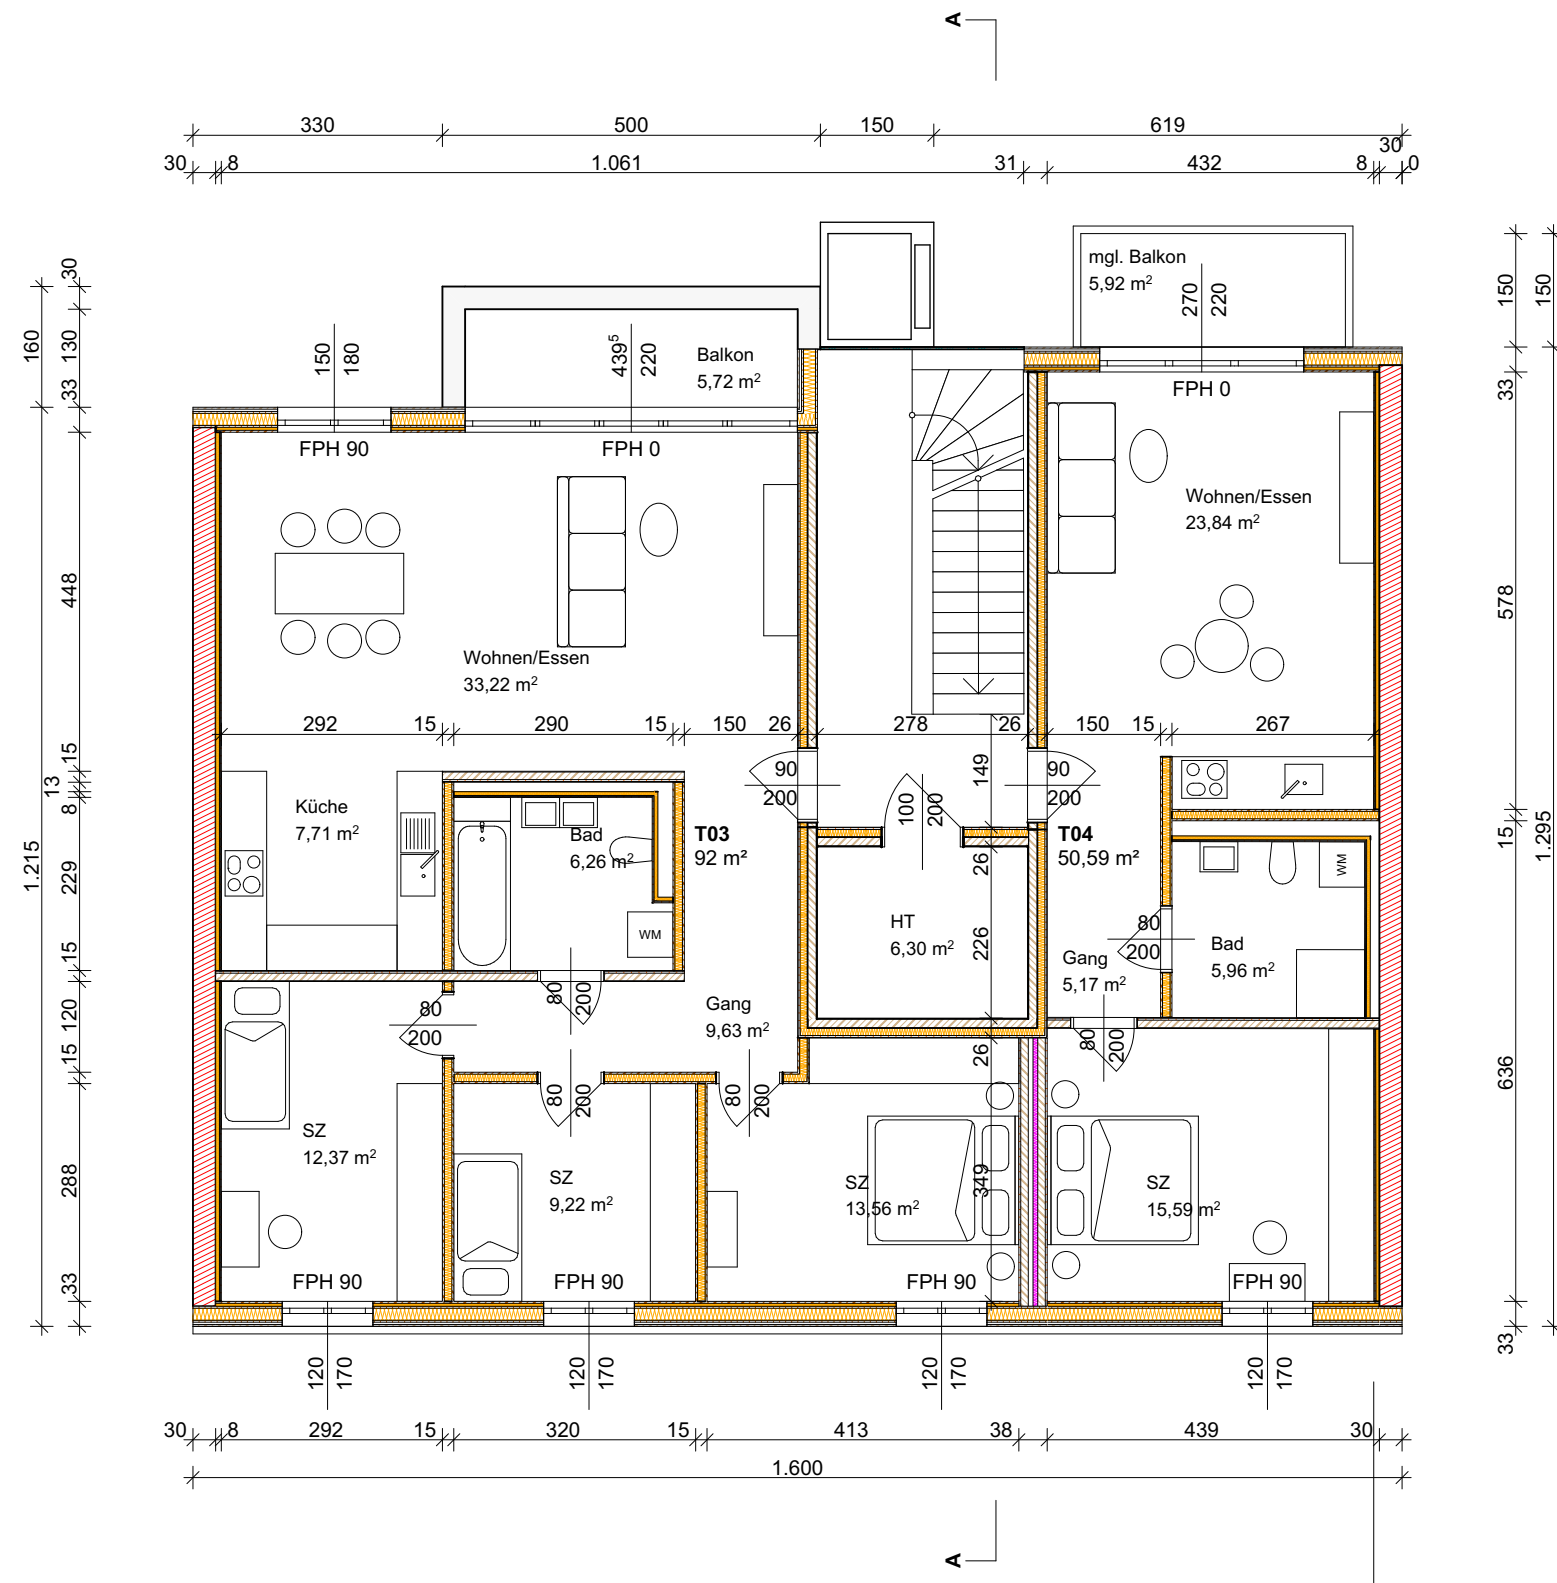 A
330 500 150 619
30 8 1.061 31 432 8 30 0
mgl. Balkon
5,92 m²
270
220
150
180
439⁵
220
Balkon
5,72 m²
FPH 90
FPH 0
FPH 0
30
130
33
160
448
15
13
8
229
15
120
15
288
33
1.215
150
33
578
15
636
33
150
1.295
Wohnen/Essen
33,22 m²
Wohnen/Essen
23,84 m²
292 15 290 15 150 26 278 26 150 15 267
149
90
200
90
200
100
200
Küche
7,71 m²
Bad
6,26 m²
WM
T03
92 m²
T04
50,59 m²
WM
26
HT
6,30 m²
226
80
200
Gang
5,17 m²
Bad
5,96 m²
80
200
80
200
Gang
9,63 m²
80
200
26
80
200
80
200
SZ
12,37 m²
SZ
9,22 m²
SZ
13,56 m²
349
SZ
15,59 m²
FPH 90
FPH 90
FPH 90
FPH 90
120
170
120
170
120
170
120
170
30 8 292 15 320 15 413 38 439 30
1.600
A